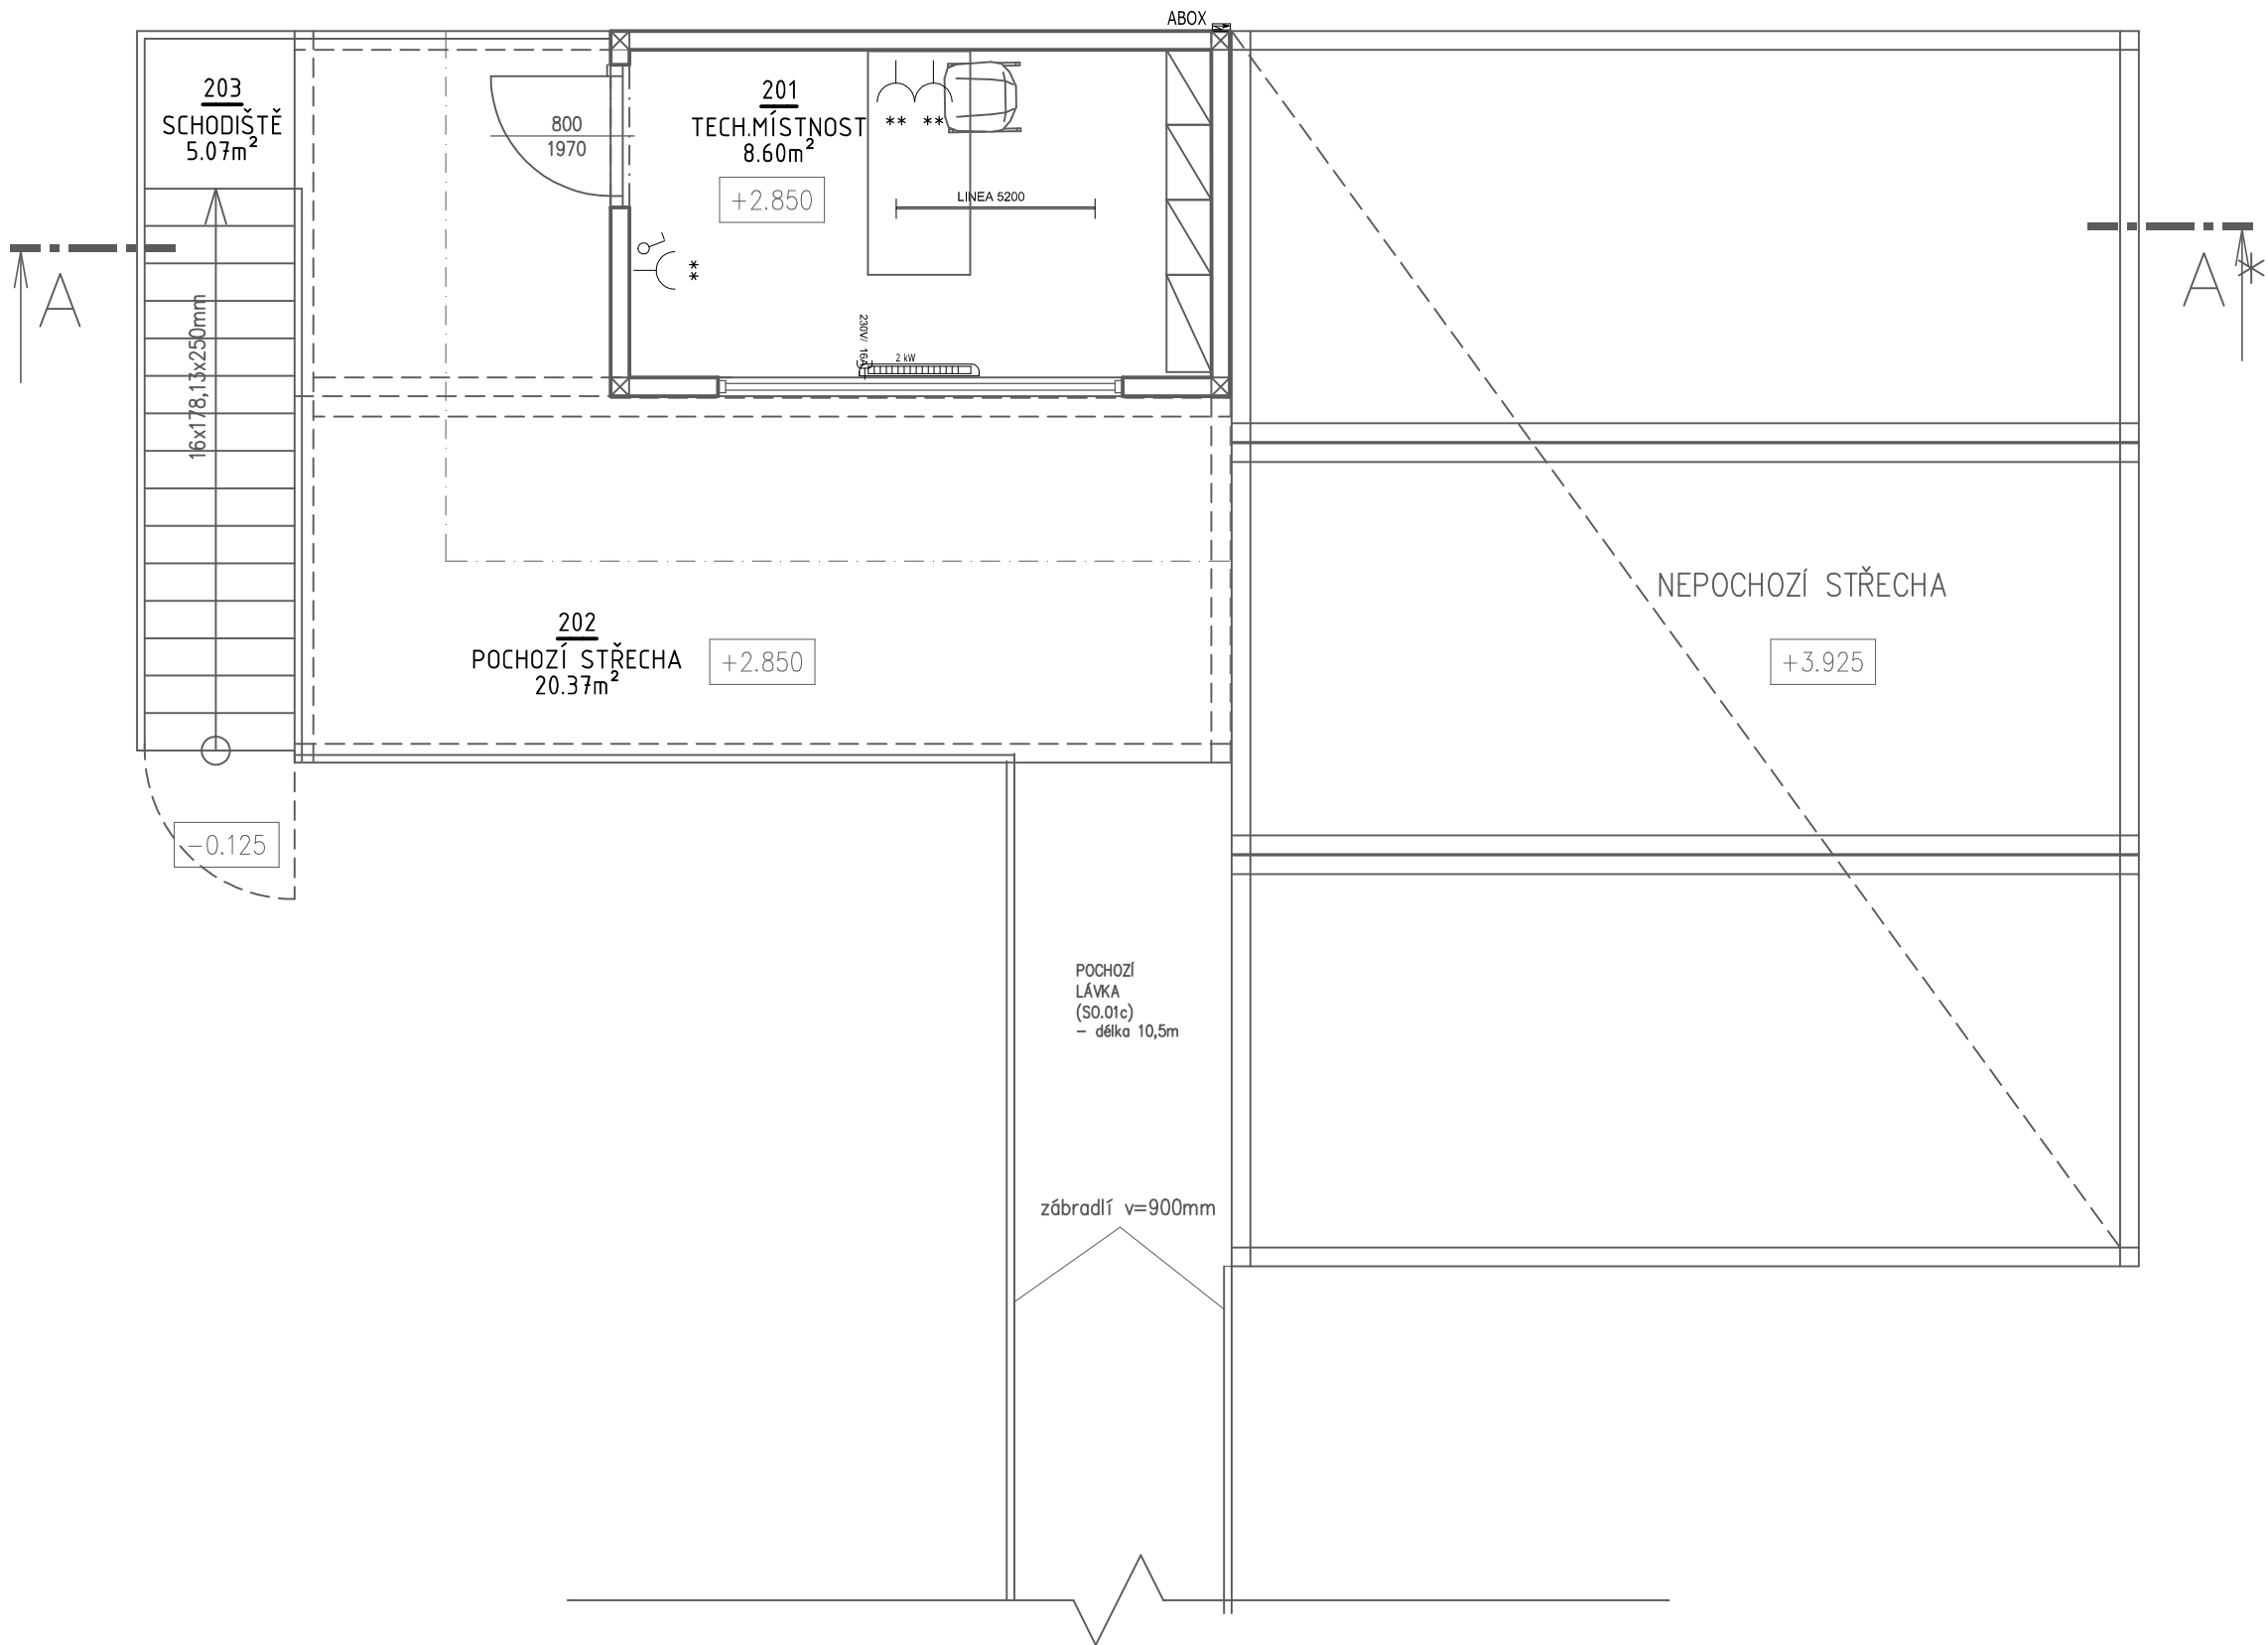 ABOX
203
SCHODIŠTĚ
5.07m²
800
1970
201
TECH.MÍSTNOST
8.60m²
+2.850
**
**
LINEA 5200
**
230V/ 16A
2 kW
A
A*
16x178,13x250mm
202
POCHOZÍ STŘECHA
20.37m²
+2.850
NEPOCHOZÍ STŘECHA
+3.925
-0.125
POCHOZÍ
LÁVKA
(SO.01c)
– délka 10,5m
zábradlí v=900mm